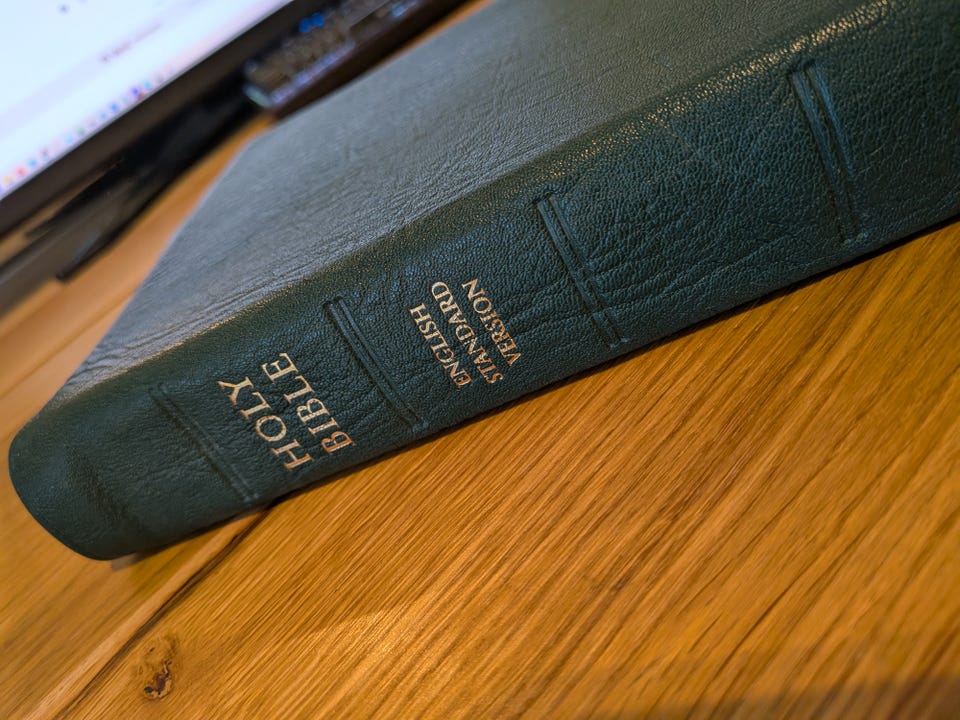 HOLY
BIBLE
ENGLISH
STANDARD
VERSION